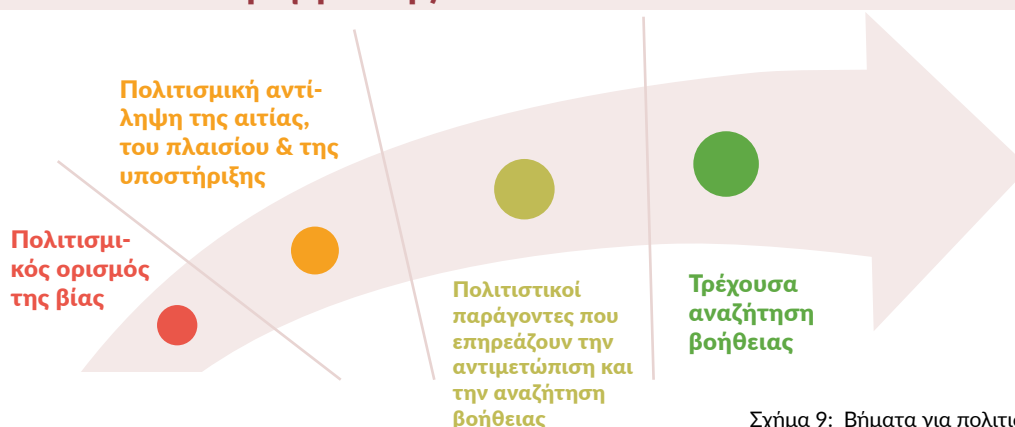 Πολιτισμι-
κός ορισμός
της βίας
Πολιτισμική αντί-
ληψη της αιτίας,
του πλαισίου & της
υποστήριξης
Πολιτιστικοί
παράγοντες που
επηρεάζουν την
αντιμετώπιση και
την αναζήτηση
βοήθειας
Τρέχουσα
αναζήτηση
βοήθειας
Σχήμα 9: Βήματα για